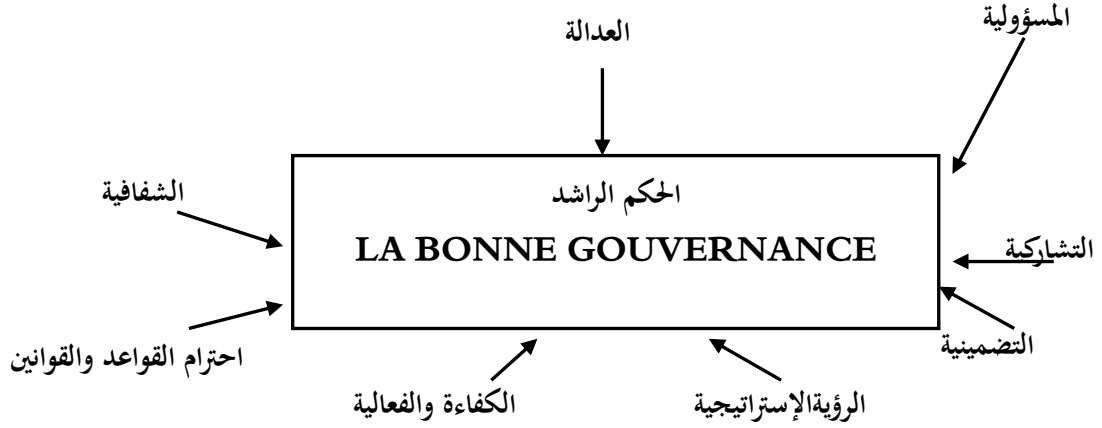 المسؤولية
العدالة
الشفافية
الحكم الراشد
LA BONNE GOUVERNANCE
التشاركية
التضمينية
احترام القواعد والقوانين
الكفاءة والفعالية
الرؤيةالإستراتيجية